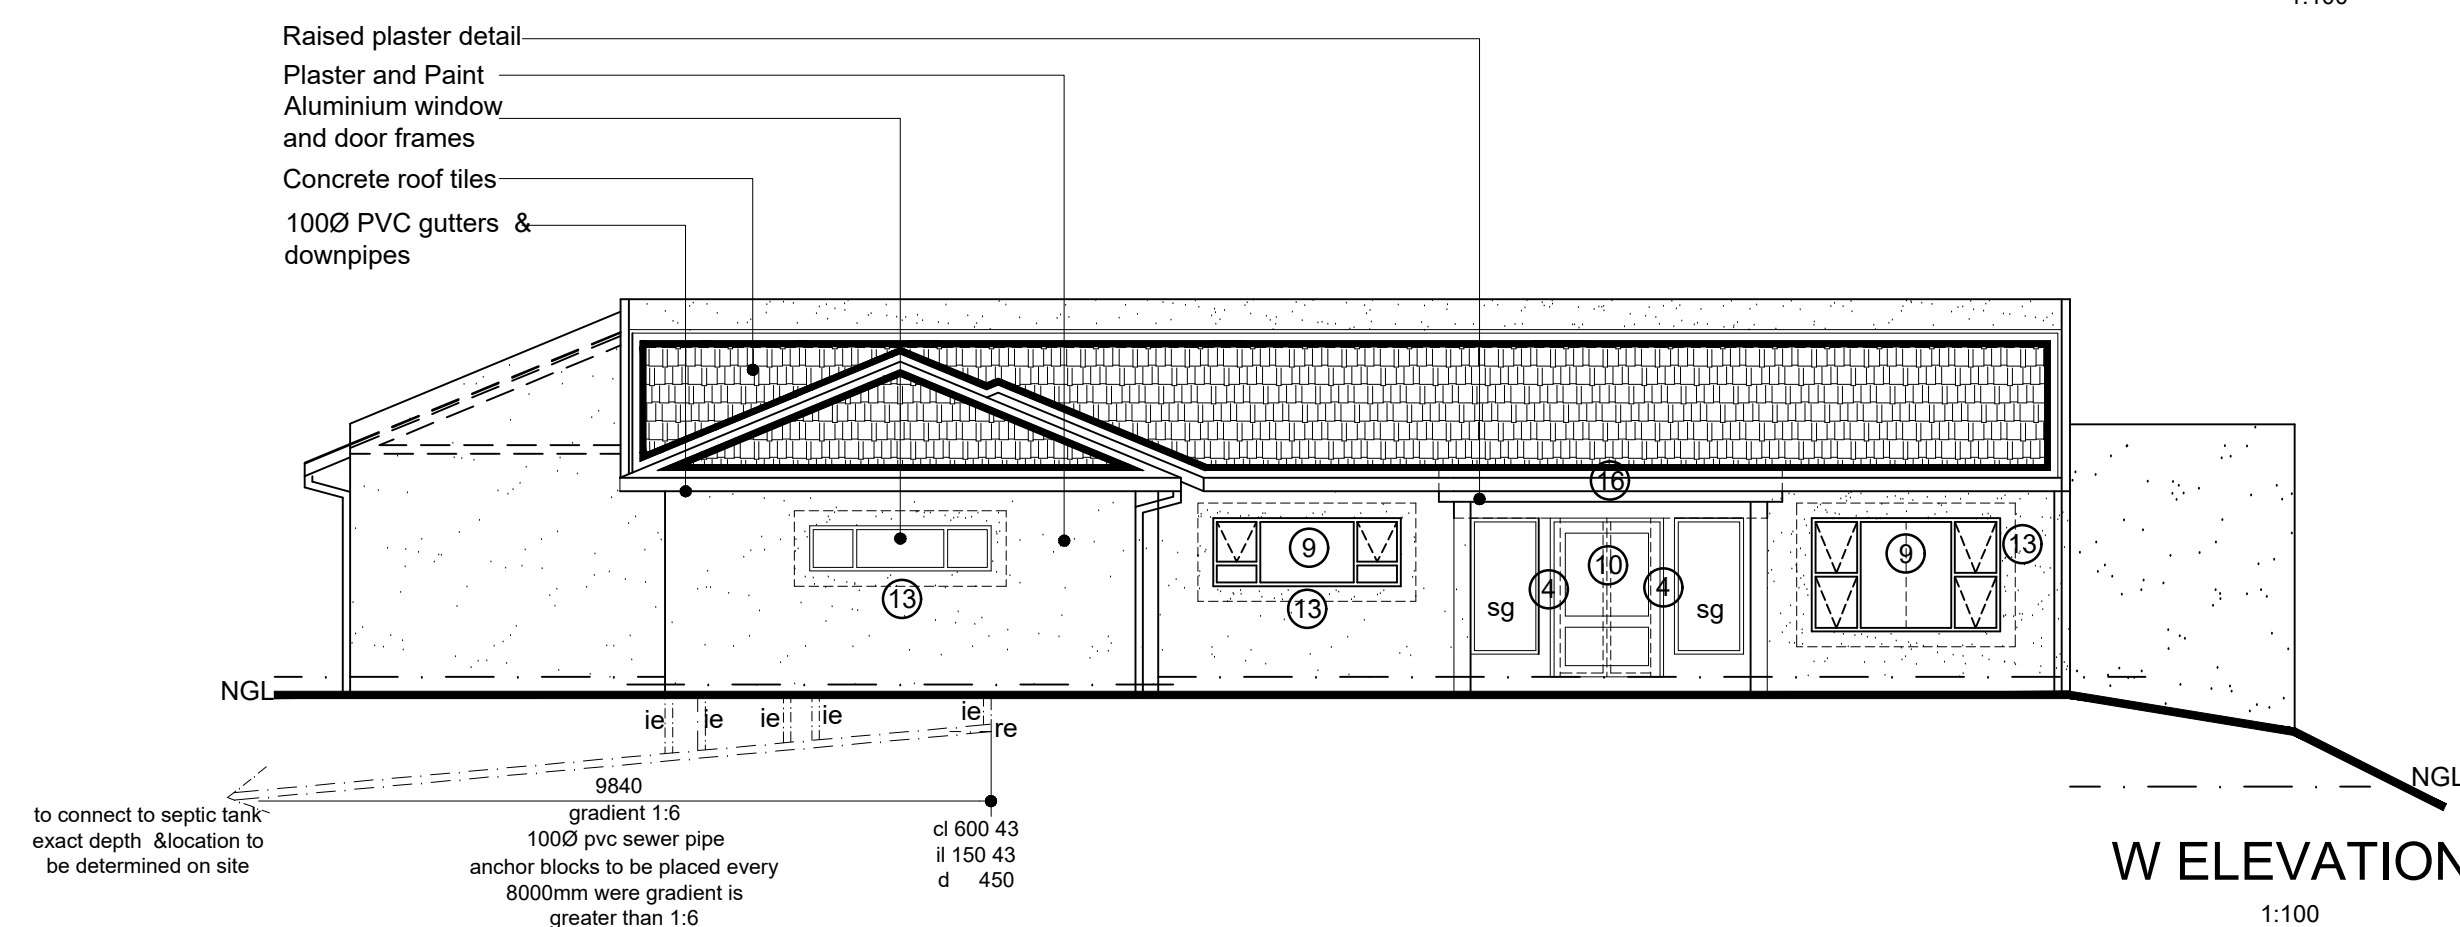 1:100
Raised plaster detail
Plaster and Paint
Aluminium window
and door frames
Concrete roof tiles
100Ø PVC gutters &
downpipes
16
9
9
13
10
4
4
13
13
sg
sg
NGL
ie
ie
ie
ie
ie
re
NGL
9840
gradient 1:6
100Ø pvc sewer pipe
anchor blocks to be placed every
8000mm were gradient is
greater than 1:6
to connect to septic tank
exact depth &location to
be determined on site
cl 600 43
il 150 43
d 450
W ELEVATION
1:100